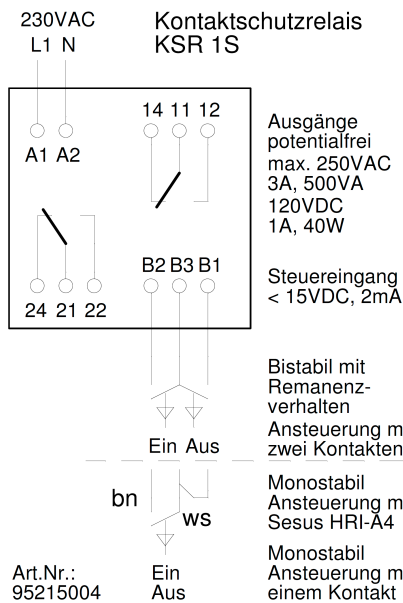 230VAC
L1 N
Kontaktschutzrelais
KSR 1S
14 11 12
A1 A2
Ausgänge
potentialfrei
max. 250VAC
3A, 500VA
120VDC
1A, 40W
B2 B3 B1
24 21 22
Steuereingang
< 15VDC, 2mA
Bistabil mit
Remanenz-
verhalten
Ansteuerung m
zwei Kontakten
Ein Aus
bn
ws
Monostabil
Ansteuerung m
Sesus HRI-A4
Monostabil
Ansteuerung m
einem Kontakt
Ein
Aus
Art.Nr.:
95215004